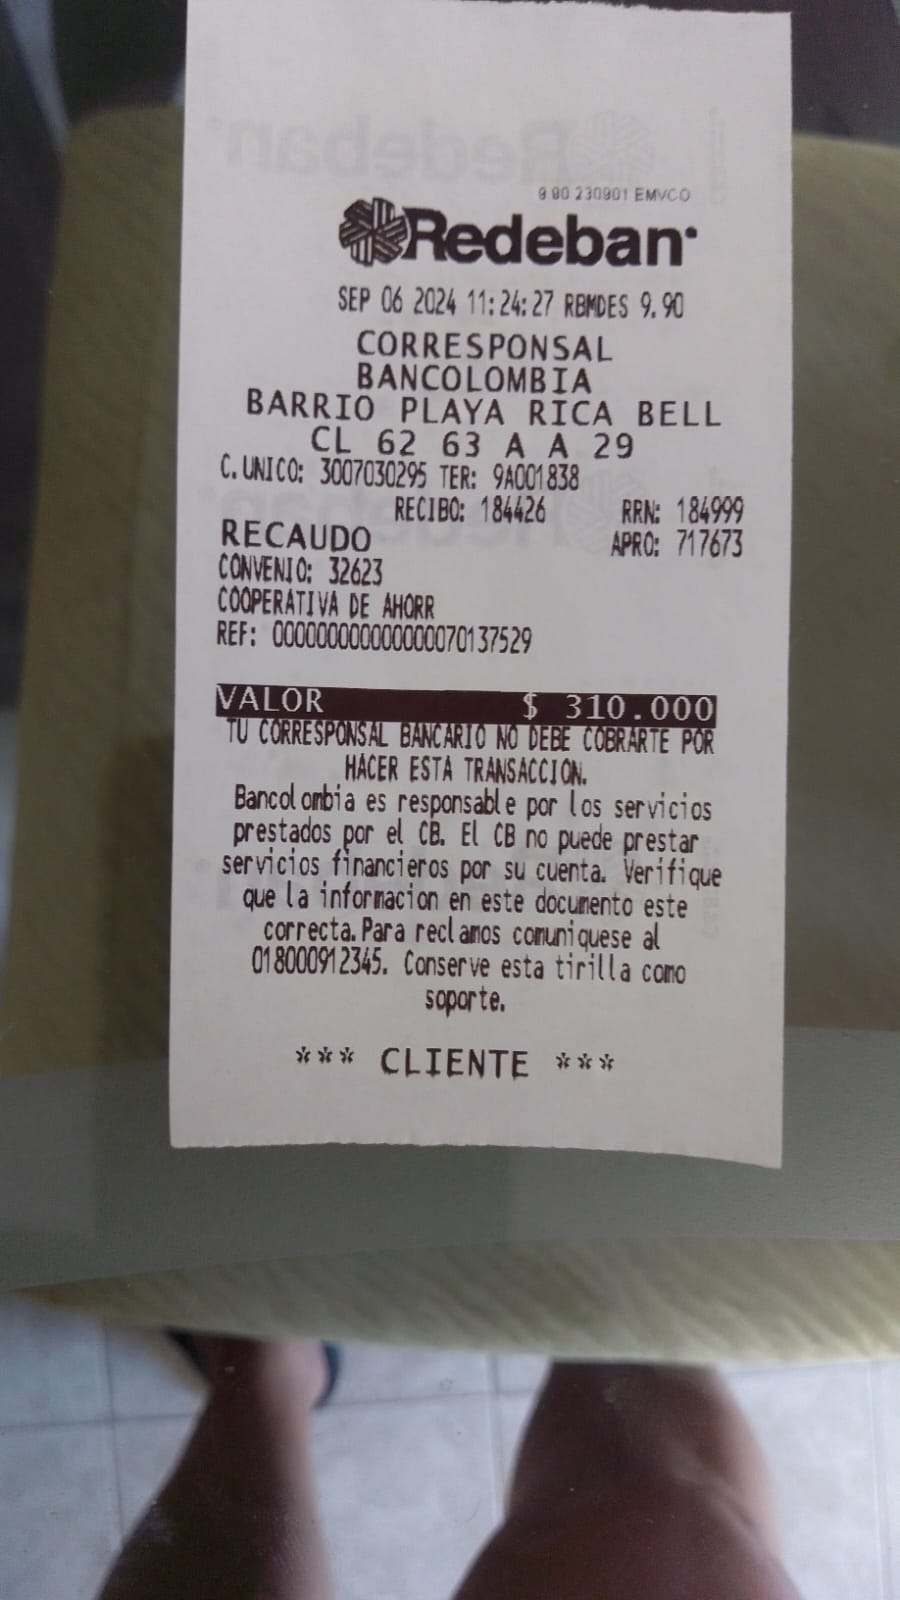 9 90 230901 EMVCO
Redeban
SEP 06 2024 11:24:27 RBMDES 9.90
CORRESPONSAL
BANCOLOMBIA
BARRIO PLAYA RICA BELL
CL 62 63 A A 29
C.UNICO: 3007030295 TER: 9A001838
RECIBO: 184426 RRN: 184999
RECAUDO APRO: 717673
CONVENIO: 32623
COOPERATIVA DE AHORR
REF: 000000000000000070137529
VALOR $ 310.000
TU CORRESPONSAL BANCARIO NO DEBE COBRARTE POR
HACER ESTA TRANSACCION.
Bancolombia es responsable por los servicios
prestados por el CB. El CB no puede prestar
servicios financieros por su cuenta. Verifique
que la informacion en este documento este
correcta.Para reclamos comuniquese al
018000912345. Conserve esta tirilla como
soporte.
*** CLIENTE ***